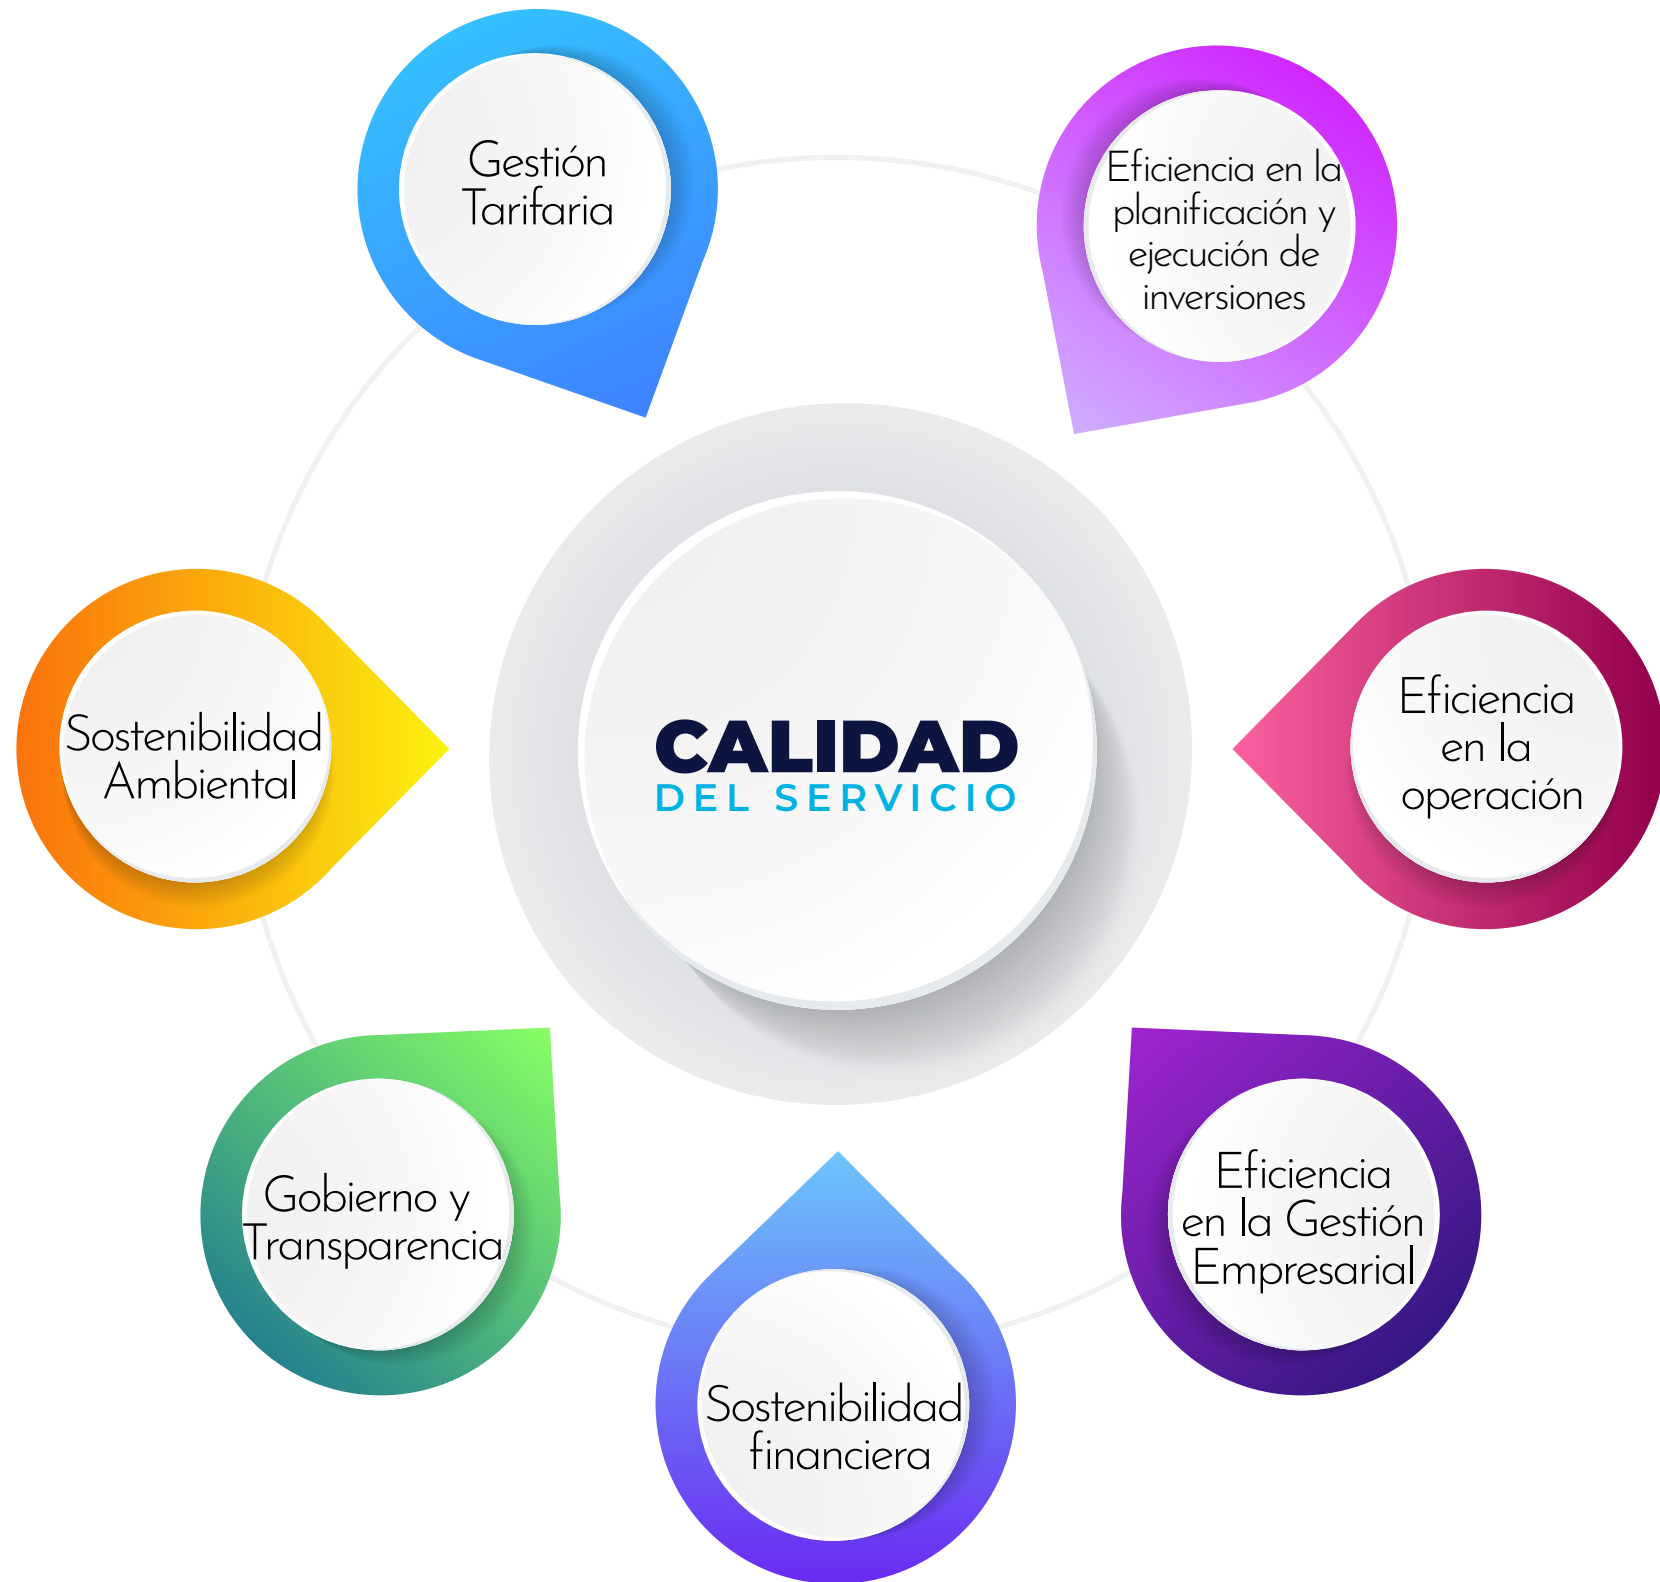 Gestión
Tarifaria
Eficiencia en la
planificación y
ejecución de
inversiones
Sostenibilidad
Ambiental
CALIDAD
DEL SERVICIO
Eficiencia
en la
operación
Gobierno y
Transparencia
Eficiencia
en la Gestión
Empresarial
Sostenibilidad
financiera